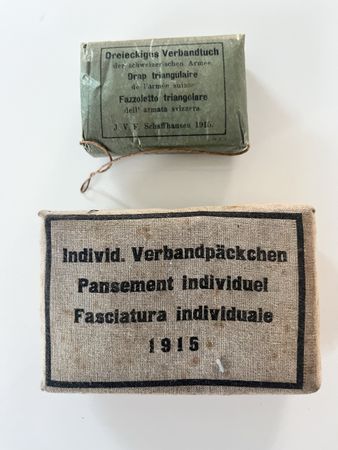 Dreieckiges Verbandtuch
der schweizerischen Armee
Drap triangulaire
de l'armée suisse
Fazzoletto triangolare
dell' armata svizzera
J. V. F. Schaffhausen 1915.
Individ. Verbandpäckchen
Pansement individuel
Fasciatura individuale
1915